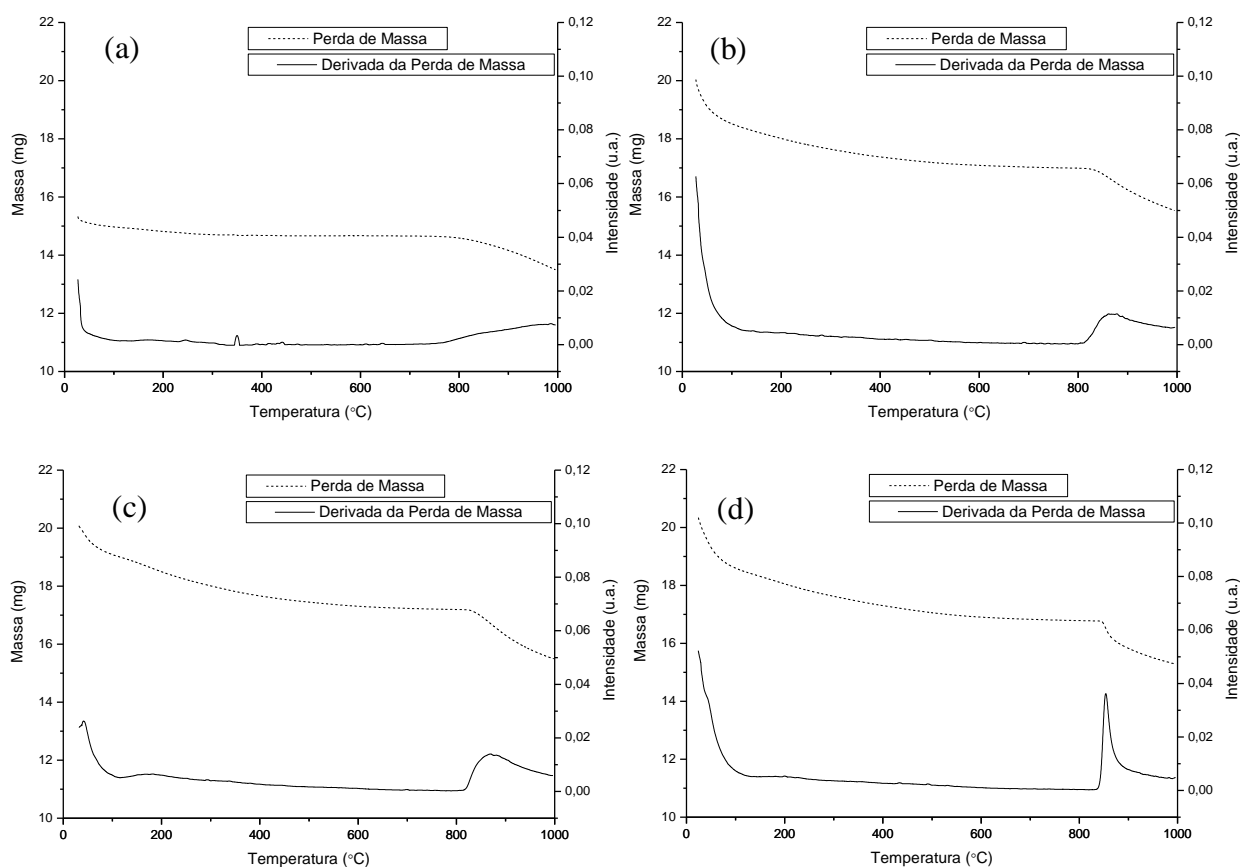 (a)
Perda de Massa
Derivada da Perda de Massa
22
20
18
16
14
12
10
Massa (mg)
0,12
0,10
0,08
0,06
0,04
0,02
0,00
Intensidade (u.a.)
0 200 400 600 800 1000
Temperatura (°C)
(b)
Perda de Massa
Derivada da Perda de Massa
22
20
18
16
14
12
10
Massa (mg)
0,12
0,10
0,08
0,06
0,04
0,02
0,00
Intensidade (u.a.)
0 200 400 600 800 1000
Temperatura (°C)
(c)
Perda de Massa
Derivada da Perda de Massa
22
20
18
16
14
12
10
Massa (mg)
0,12
0,10
0,08
0,06
0,04
0,02
0,00
Intensidade (u.a.)
0 200 400 600 800 1000
Temperatura (°C)
(d)
Perda de Massa
Derivada da Perda de Massa
22
20
18
16
14
12
10
Massa (mg)
0,12
0,10
0,08
0,06
0,04
0,02
0,00
Intensidade (u.a.)
0 200 400 600 800 1000
Temperatura (°C)